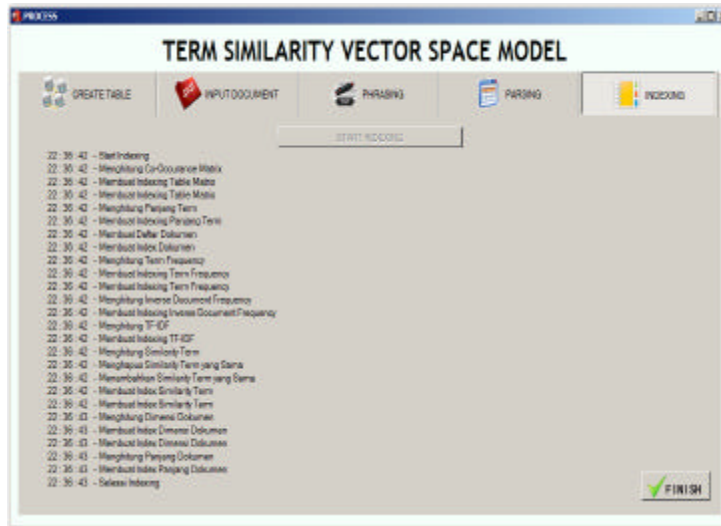 PROCESS
TERM SIMILARITY VECTOR SPACE MODEL
CREATE TABLE
INPUT DOCUMENT
PHRASING
PARSING
INDEXING
START INDEXING
22:36:42 - Start Indexing
22:36:42 - Menghitung Co-Occurance Matrix
22:36:42 - Membuat Indexing Table Matrix
22:36:42 - Membuat Indexing Table Matrix
22:36:42 - Menghitung Panjang Term
22:36:42 - Membuat Indexing Panjang Term
22:36:42 - Membuat Daftar Dokumen
22:36:42 - Membuat Index Dokumen
22:36:42 - Menghitung Term Frequency
22:36:42 - Membuat Indexing Term Frequency
22:36:42 - Membuat Indexing Term Frequency
22:36:42 - Menghitung Inverse Document Frequency
22:36:42 - Membuat Indexing Inverse Document Frequency
22:36:42 - Menghitung TF-IDF
22:36:42 - Membuat Indexing TF-IDF
22:36:42 - Menghitung Similarity Term
22:36:42 - Menghapus Similarity Term yang Sama
22:36:42 - Menambahkan Similarity Term yang Sama
22:36:42 - Membuat Index Similarity Term
22:36:42 - Membuat Index Similarity Term
22:36:43 - Menghitung Dimensi Dokumen
22:36:43 - Membuat Index Dimensi Dokumen
22:36:43 - Membuat Index Dimensi Dokumen
22:36:43 - Menghitung Panjang Dokumen
22:36:43 - Membuat Index Panjang Dokumen
22:36:43 - Selesai Indexing
FINISH